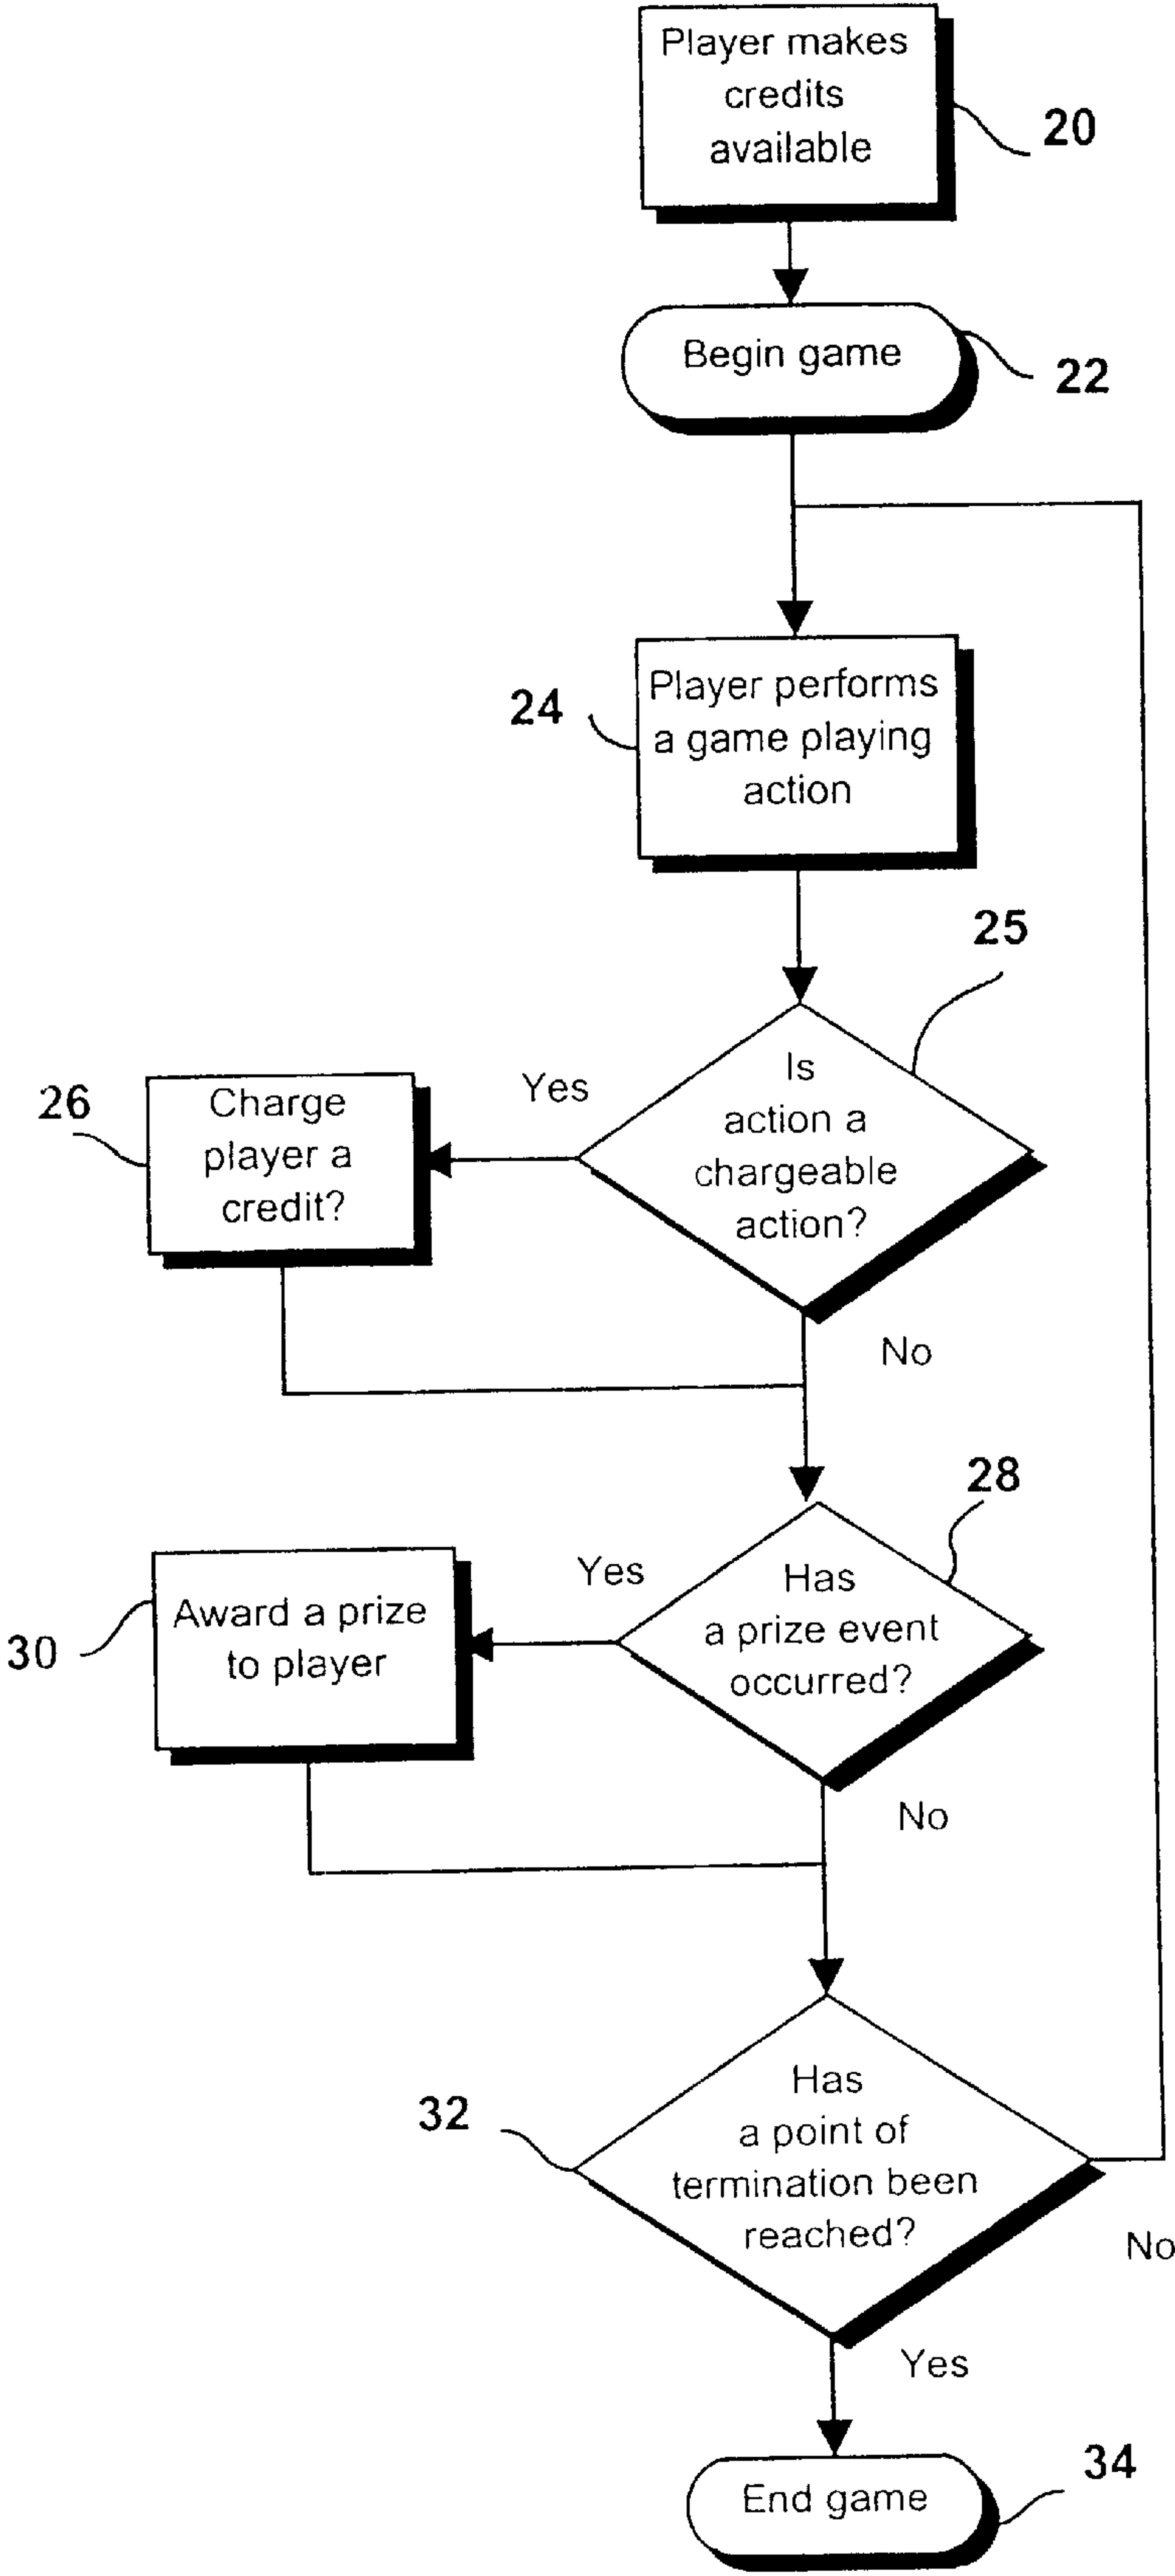 Player makes
credits
available
20
Begin game
22
Player performs
a game playing
action
24
25
Is
action a
chargeable
action?
Yes
26
Charge
player a
credit?
No
28
Has
a prize event
occurred?
Yes
Award a prize
to player
30
No
Has
a point of
termination been
reached?
32
No
Yes
End game
34